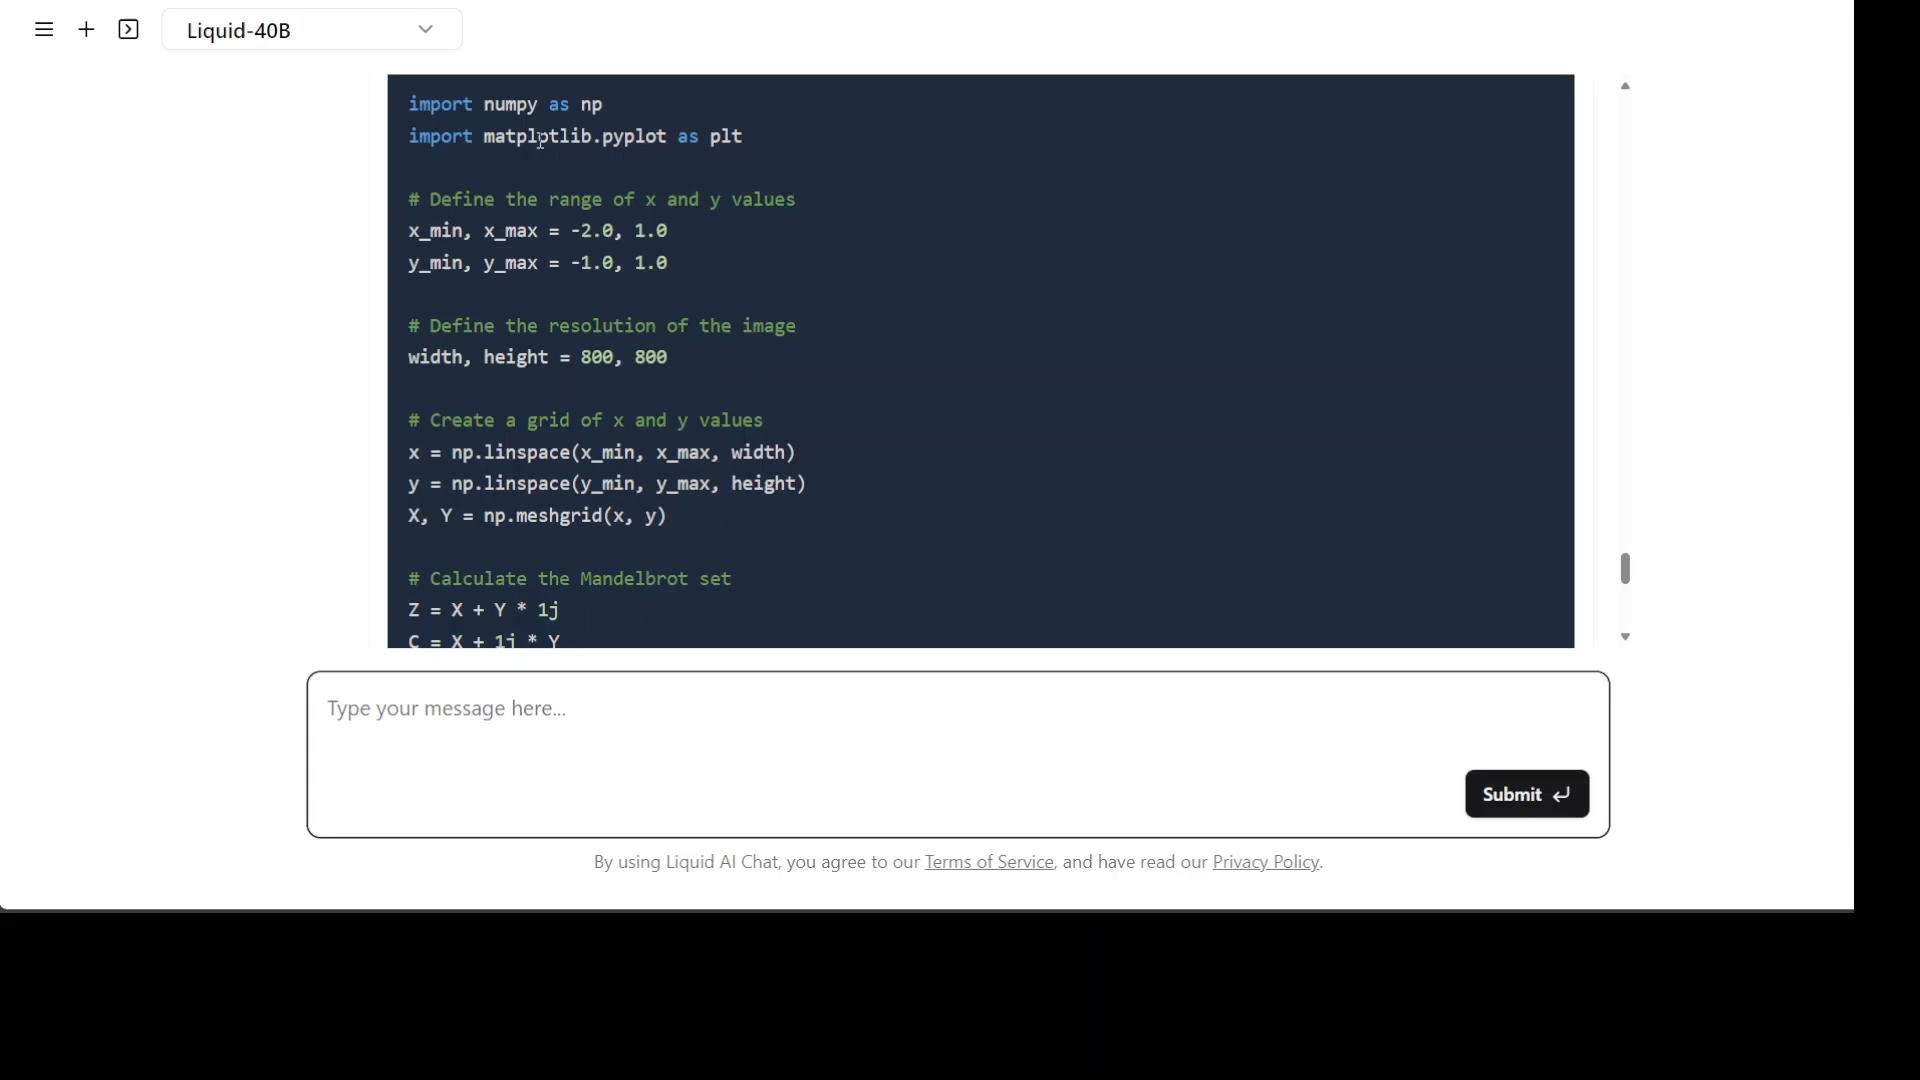 Liquid-40B
import numpy as np
import matplotlib.pyplot as plt
# Define the range of x and y values
x_min, x_max = -2.0, 1.0
y_min, y_max = -1.0, 1.0
# Define the resolution of the image
width, height = 800, 800
# Create a grid of x and y values
x = np.linspace(x_min, x_max, width)
y = np.linspace(y_min, y_max, height)
X, Y = np.meshgrid(x, y)
# Calculate the Mandelbrot set
Z = X + Y * 1j
C = X + 1j * Y
Type your message here...
Submit
By using Liquid AI Chat, you agree to our Terms of Service, and have read our Privacy Policy.